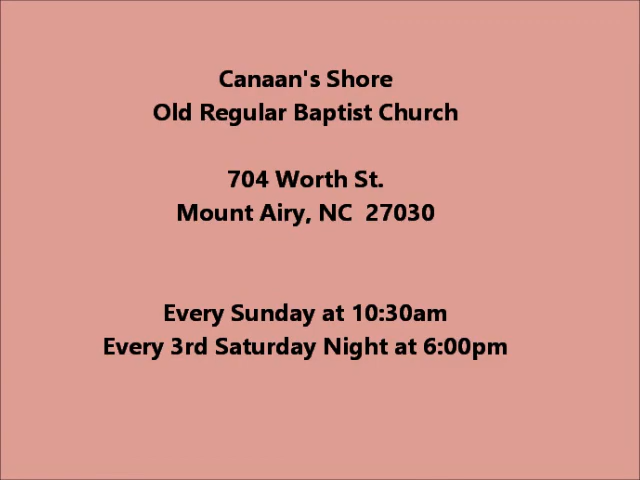 Canaan's Shore
Old Regular Baptist Church
704 Worth St.
Mount Airy, NC  27030
Every Sunday at 10:30am
Every 3rd Saturday Night at 6:00pm